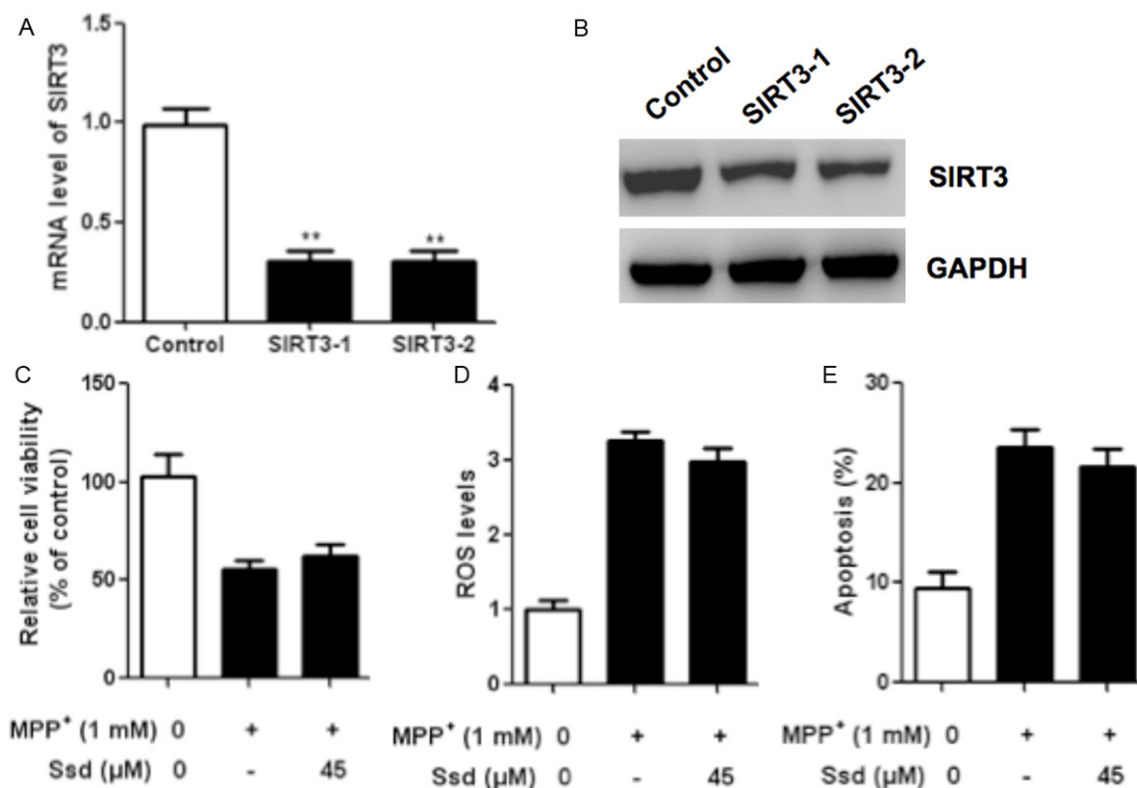 A
mRNA level of SIRT3
1.5
1.0
0.5
0.0
**
**
Control
SIRT3-1
SIRT3-2
B
Control
SIRT3-1
SIRT3-2
SIRT3
GAPDH
C
Relative cell viability
(% of control)
150
100
50
0
MPP⁺ (1 mM) 0 + +
Ssd (μM) 0 - 45
D
ROS levels
4
3
2
1
0
MPP⁺ (1 mM) 0 + +
Ssd (μM) 0 - 45
E
Apoptosis (%)
30
20
10
0
MPP⁺ (1 mM) 0 + +
Ssd (μM) 0 - 45